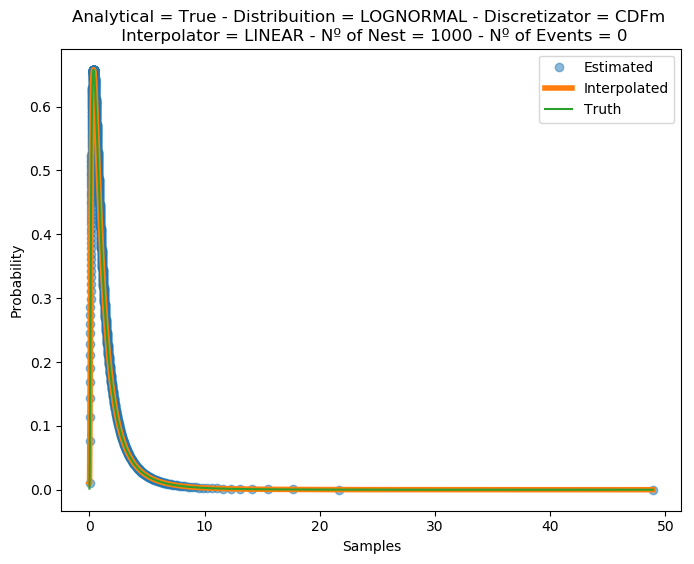 Analytical = True - Distribuition = LOGNORMAL - Discretizator = CDFm
Interpolator = LINEAR - Nº of Nest = 1000 - Nº of Events = 0
Estimated
Interpolated
Truth
Probability
0.6
0.5
0.4
0.3
0.2
0.1
0.0
0
10
20
30
40
50
Samples